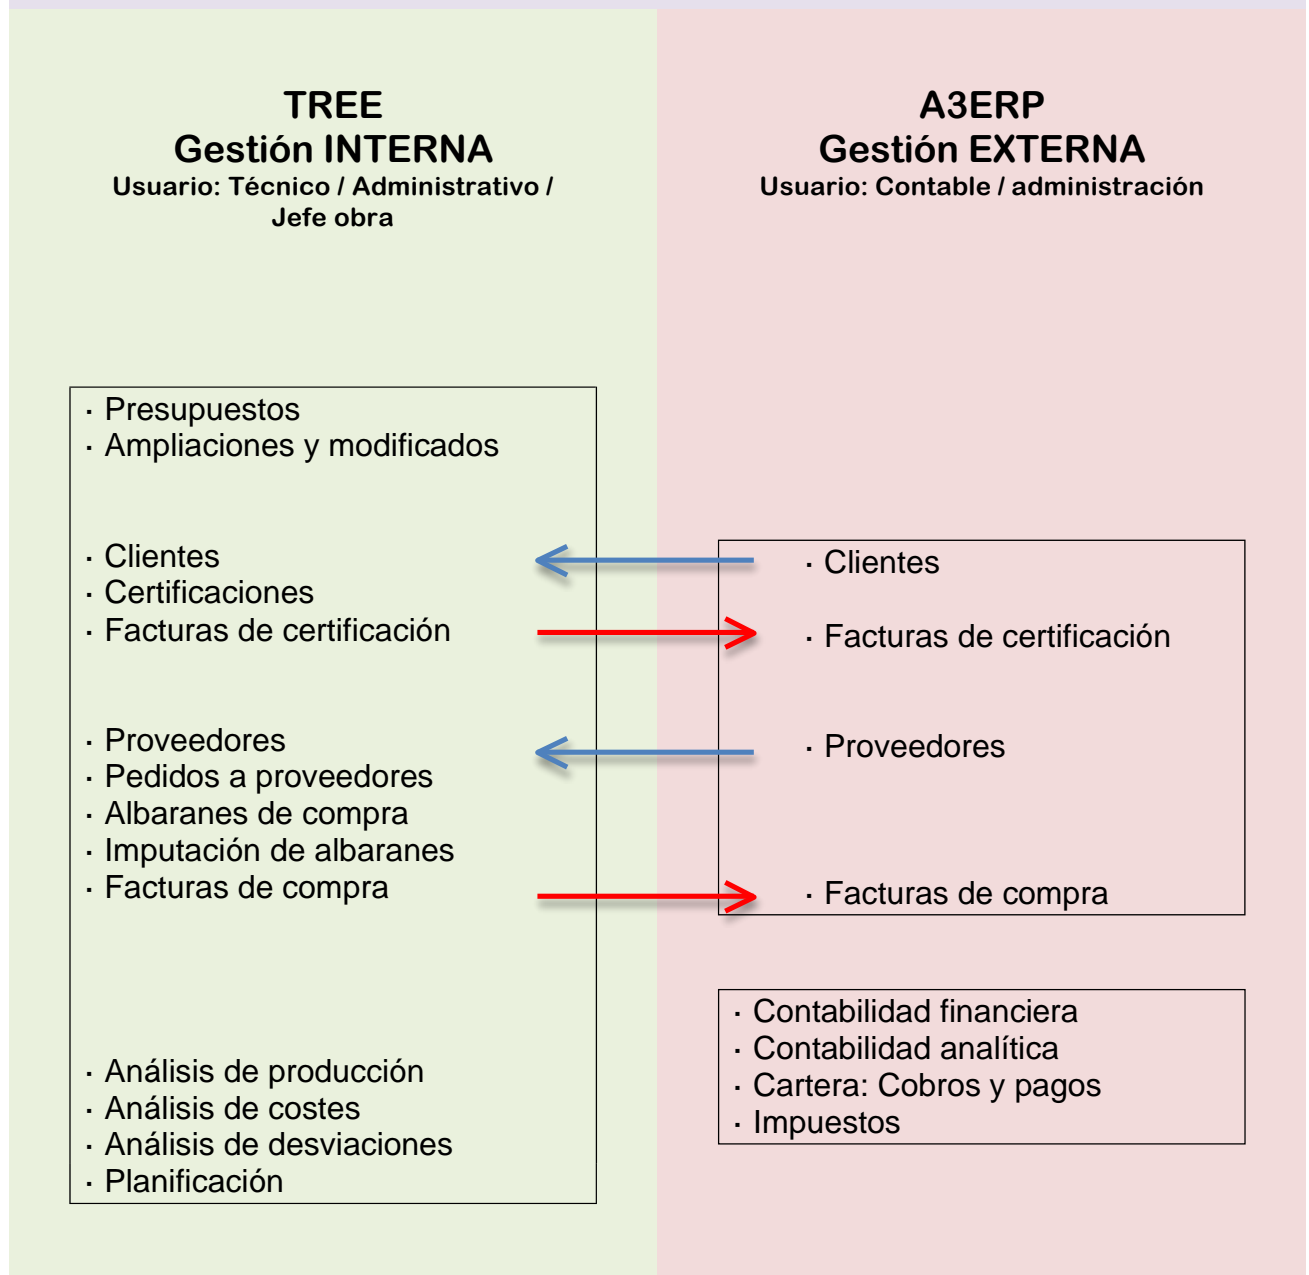 TREE
Gestión INTERNA
Usuario: Técnico / Administrativo /
Jefe obra
· Presupuestos
· Ampliaciones y modificados
· Clientes
· Certificaciones
· Facturas de certificación
· Proveedores
· Pedidos a proveedores
· Albaranes de compra
· Imputación de albaranes
· Facturas de compra
· Análisis de producción
· Análisis de costes
· Análisis de desviaciones
· Planificación
A3ERP
Gestión EXTERNA
Usuario: Contable / administración
· Clientes
· Facturas de certificación
· Proveedores
· Facturas de compra
· Contabilidad financiera
· Contabilidad analítica
· Cartera: Cobros y pagos
· Impuestos